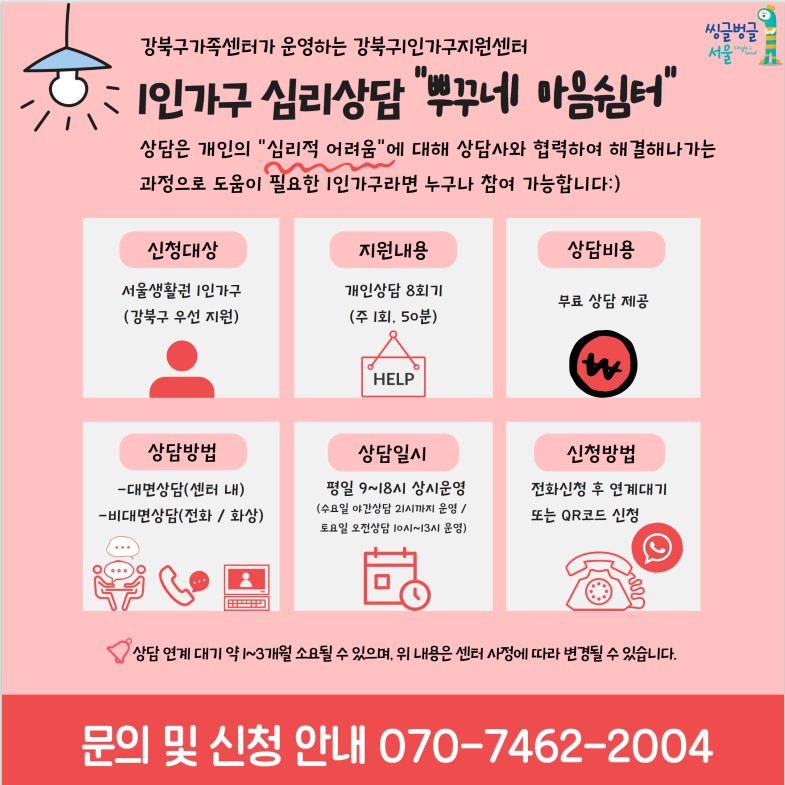 강북구가족센터가 운영하는 강북구1인가구지원센터
씽글벙글
서울
1인가구 심리상담 "뿌꾸네 마음쉼터"
상담은 개인의 "심리적 어려움"에 대해 상담사와 협력하여 해결해나가는
과정으로 도움이 필요한 1인가구라면 누구나 참여 가능합니다:)
신청대상
서울생활권 1인가구
(강북구 우선 지원)
지원내용
개인상담 8회기
(주 1회, 50분)
HELP
상담비용
무료 상담 제공
₩
상담방법
-대면상담(센터 내)
-비대면상담(전화 / 화상)
상담일시
평일 9~18시 상시운영
(수요일 야간상담 21시까지 운영 /
토요일 오전상담 10시~13시 운영)
신청방법
전화신청 후 연계대기
또는 QR코드 신청
상담 연계 대기 약 1~3개월 소요될 수 있으며, 위 내용은 센터 사정에 따라 변경될 수 있습니다.
문의 및 신청 안내 070-7462-2004